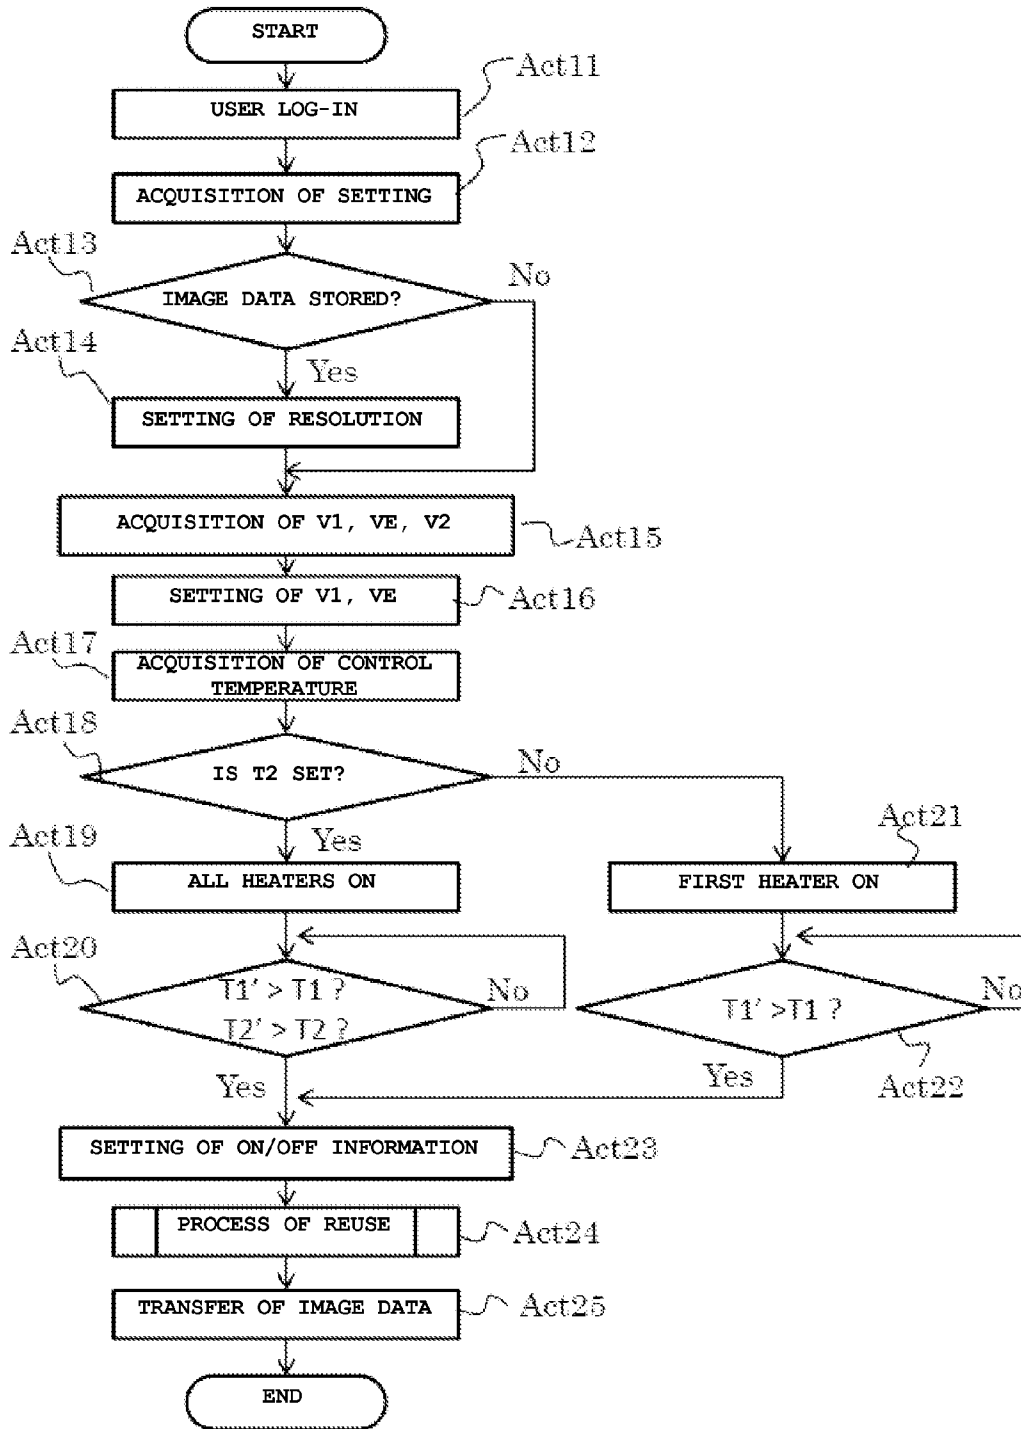 START
Act11
USER LOG-IN
Act12
ACQUISITION OF SETTING
Act13
No
IMAGE DATA STORED?
Act14
Yes
SETTING OF RESOLUTION
ACQUISITION OF V1, VE, V2
Act15
SETTING OF V1, VE
Act16
Act17
ACQUISITION OF CONTROL
TEMPERATURE
Act18
IS T2 SET?
No
Yes
Act19
Act21
ALL HEATERS ON
FIRST HEATER ON
Act20
T1' > T1 ?
T2' > T2 ?
No
T1' >T1 ?
No
Yes
Yes
Act22
SETTING OF ON/OFF INFORMATION
Act23
PROCESS OF REUSE
Act24
TRANSFER OF IMAGE DATA
Act25
END